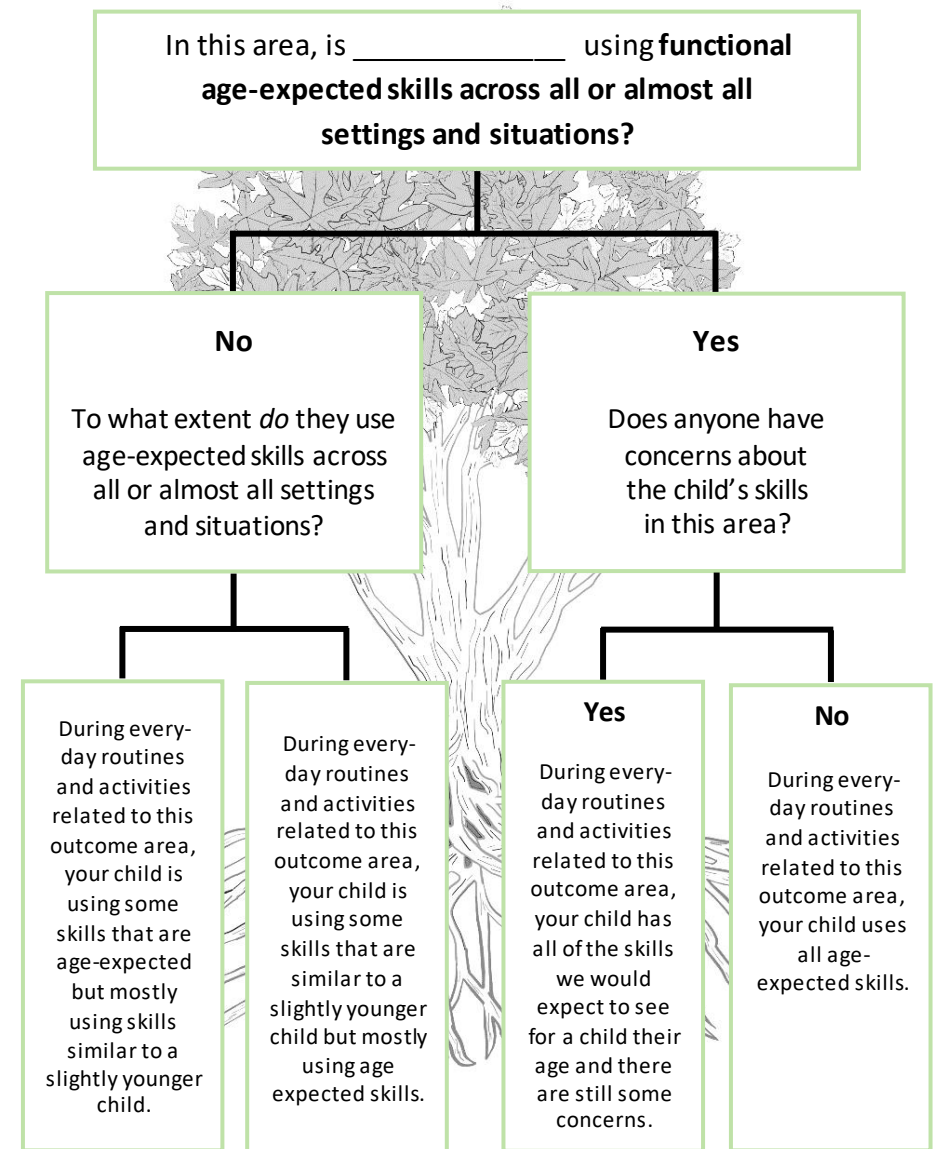 In this area, is _______________ using functional
age-expected skills across all or almost all
settings and situations?
No
To what extent do they use
age-expected skills across
all or almost all settings
and situations?
Yes
Does anyone have
concerns about
the child's skills
in this area?
During every-
day routines
and activities
related to this
outcome area,
your child is
using some
skills that are
age-expected
but mostly
using skills
similar to a
slightly younger
child.
During every-
day routines
and activities
related to this
outcome area,
your child is
using some
skills that are
similar to a
slightly younger
child but mostly
using age
expected skills.
Yes
During every-
day routines
and activities
related to this
outcome area,
your child has
all of the skills
we would
expect to see
for a child their
age and there
are still some
concerns.
No
During every-
day routines
and activities
related to this
outcome area,
your child uses
all age-
expected skills.